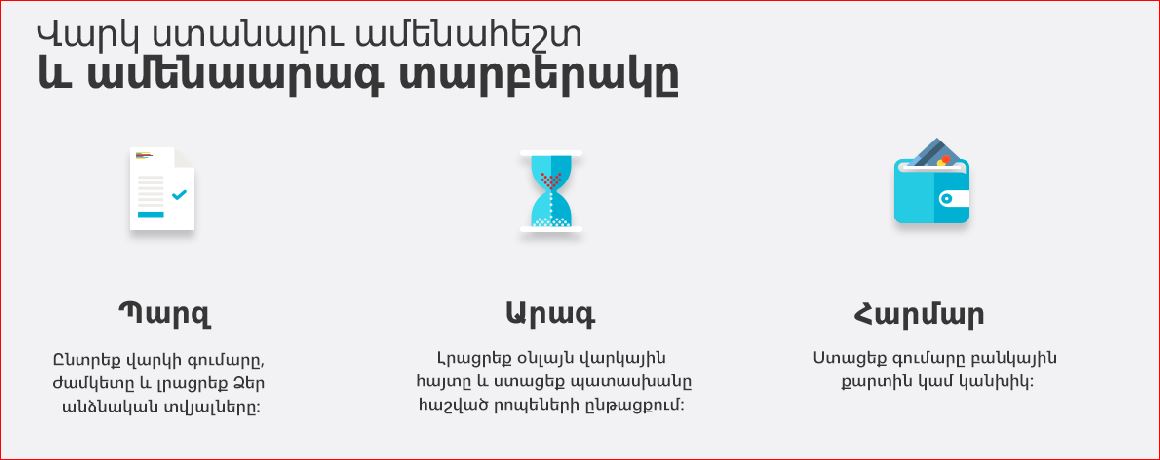 Վարկ ստանալու ամենահեշտ
և ամենաարագ տարբերակը
Պարզ
Ընտրեք վարկի գումարը,
ժամկետը և լրացրեք Ձեր
անձնական տվյալները:
Արագ
Լրացրեք օնլայն վարկային
հայտը և ստացեք պատասխանը
հաշված րոպեների ընթացքում:
Հարմար
Ստացեք գումարը բանկային
քարտին կամ կանխիկ: